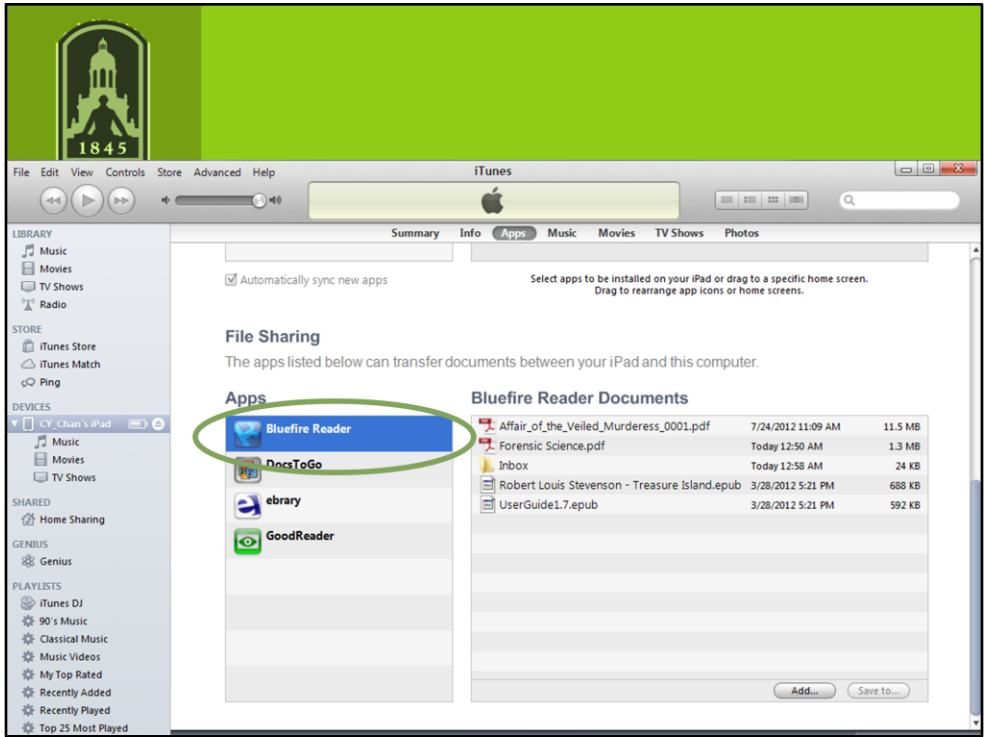 1845
iTunes
File Edit View Controls Store Advanced Help
LIBRARY
Music
Movies
TV Shows
Radio
STORE
iTunes Store
iTunes Match
Ping
DEVICES
CY_Chan's iPad
Music
Movies
TV Shows
SHARED
Home Sharing
GENIUS
Genius
PLAYLISTS
iTunes DJ
90's Music
Classical Music
Music Videos
My Top Rated
Recently Added
Recently Played
Top 25 Most Played
Summary Info Apps Music Movies TV Shows Photos
Automatically sync new apps
Select apps to be installed on your iPad or drag to a specific home screen.
Drag to rearrange app icons or home screens.
File Sharing
The apps listed below can transfer documents between your iPad and this computer.
Apps
Bluefire Reader
DocsToGo
ebrary
GoodReader
Bluefire Reader Documents
Affair_of_the_Veiled_Murderess_0001.pdf 7/24/2012 11:09 AM 11.5 MB
Forensic Science.pdf Today 12:50 AM 1.3 MB
Inbox Today 12:58 AM 24 KB
Robert Louis Stevenson - Treasure Island.epub 3/28/2012 5:21 PM 688 KB
UserGuide1.7.epub 3/28/2012 5:21 PM 592 KB
Add... Save to...